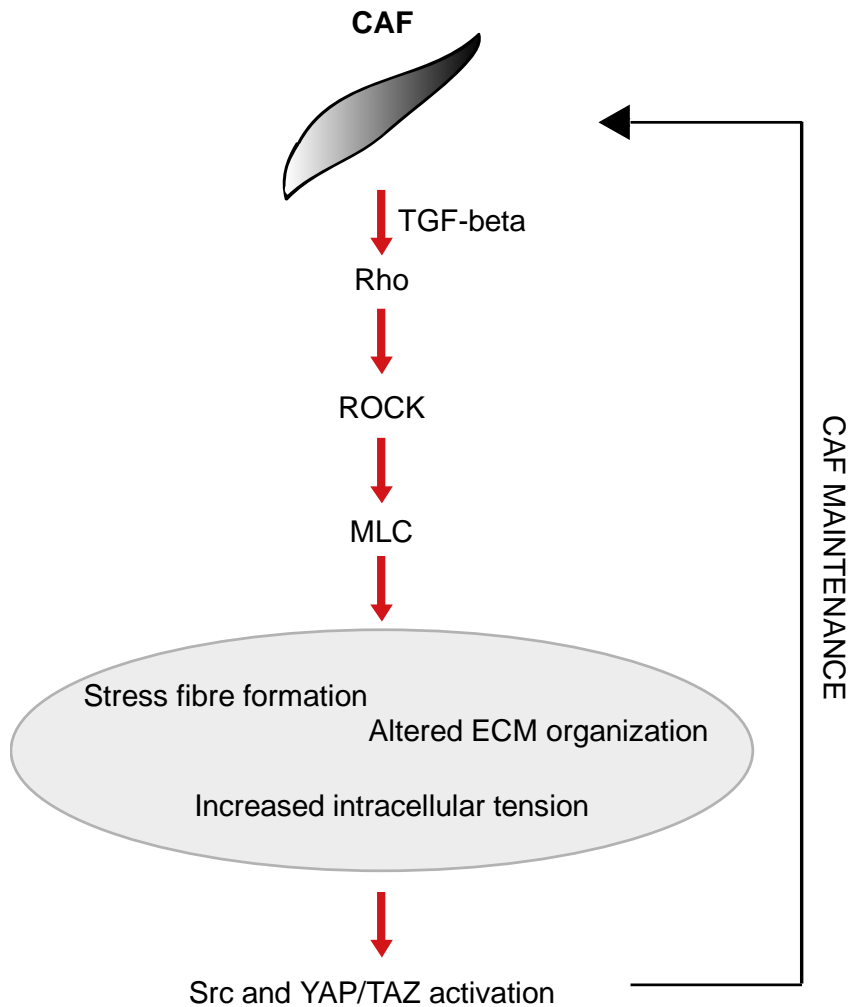 CAF
TGF-beta
Rho
ROCK
MLC
Stress fibre formation
Altered ECM organization
Increased intracellular tension
Src and YAP/TAZ activation
CAF MAINTENANCE